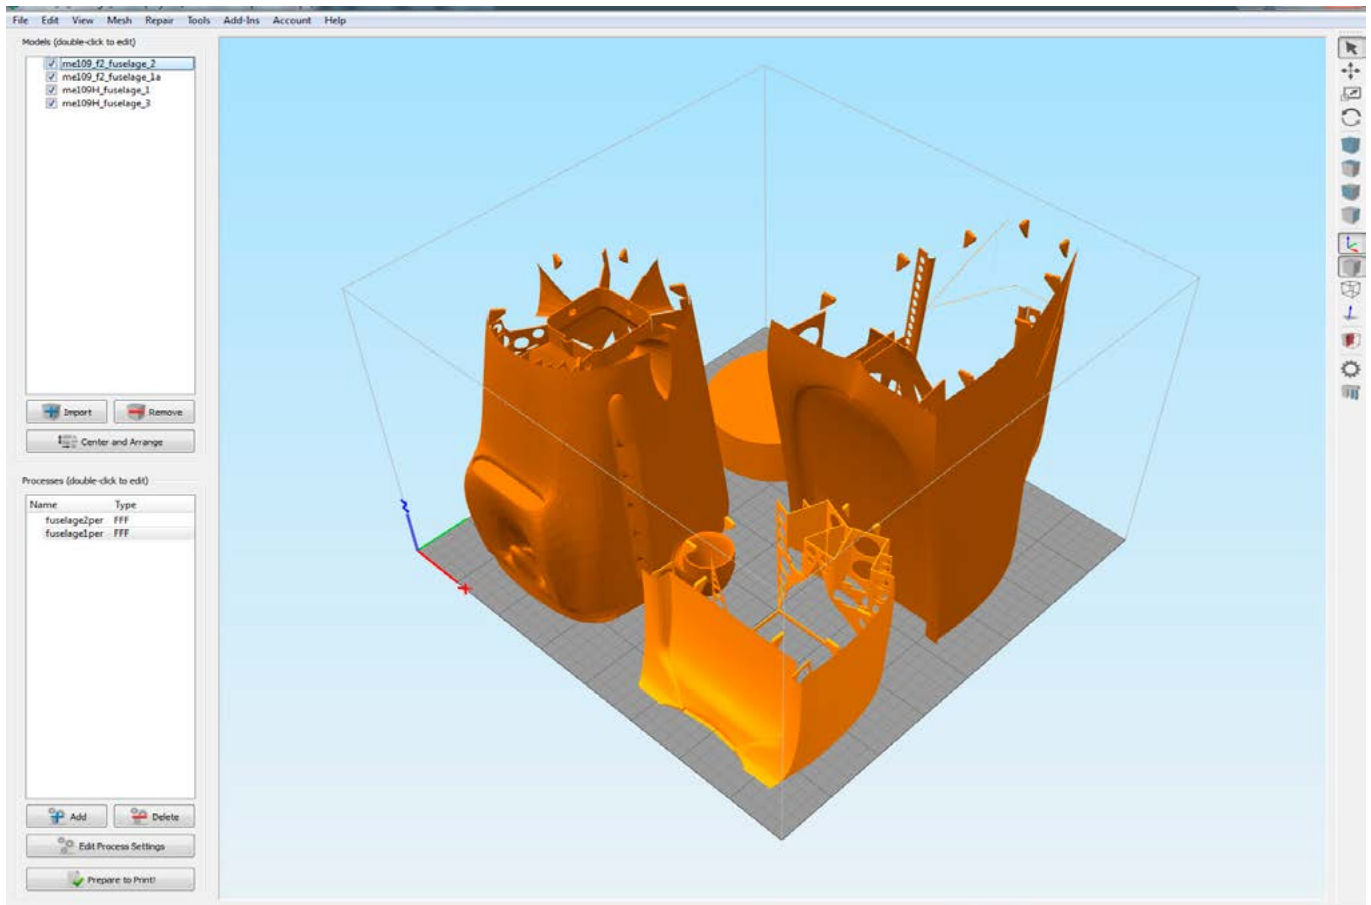 File Edit View Mesh Repair Tools Add-Ins Account Help
Models (double-click to edit)
me109_f2_fuselage_2
me109_f2_fuselage_1a
me109H_fuselage_1
me109H_fuselage_3
Import Remove
Center and Arrange
Processes (double-click to edit)
Name Type
fuselage2per FFF
fuselage1per FFF
Add Delete
Edit Process Settings
Prepare to Print!